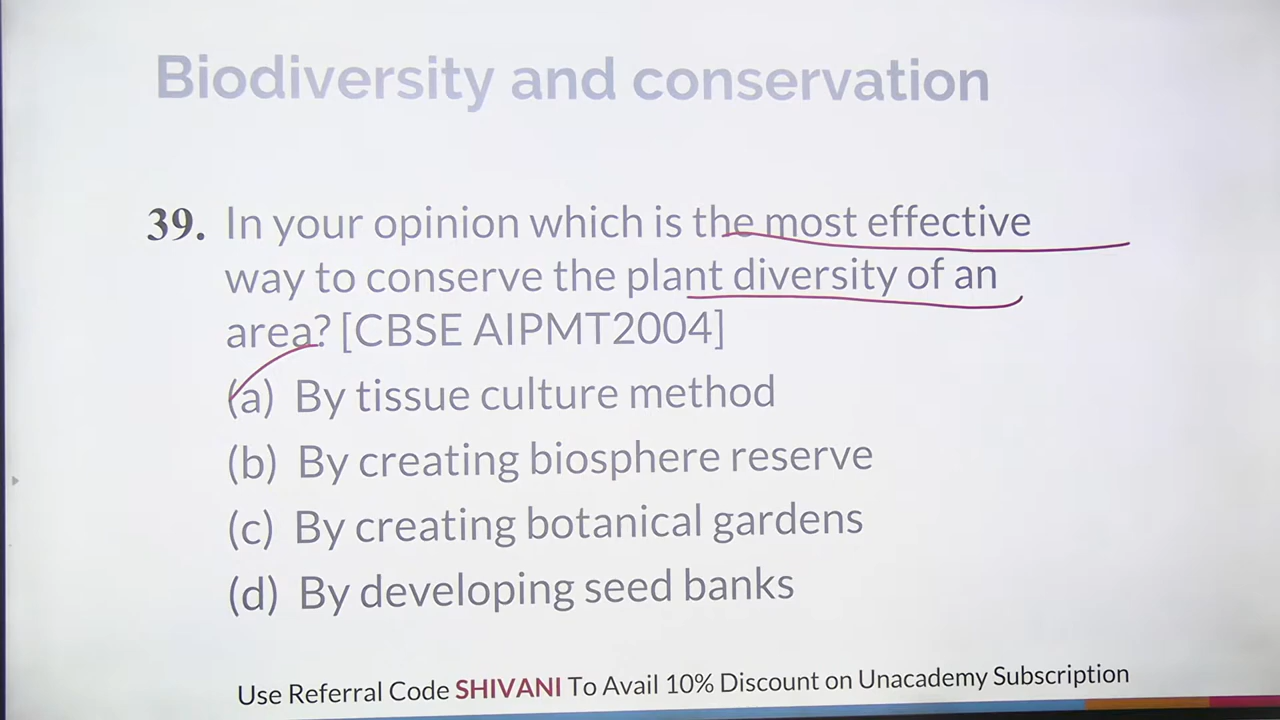 Biodiversity and conservation
39. In your opinion which is the most effective
way to conserve the plant diversity of an
area? [CBSE AIPMT2004]
(a) By tissue culture method
(b) By creating biosphere reserve
(c) By creating botanical gardens
(d) By developing seed banks
Use Referral Code SHIVANI To Avail 10% Discount on Unacademy Subscription